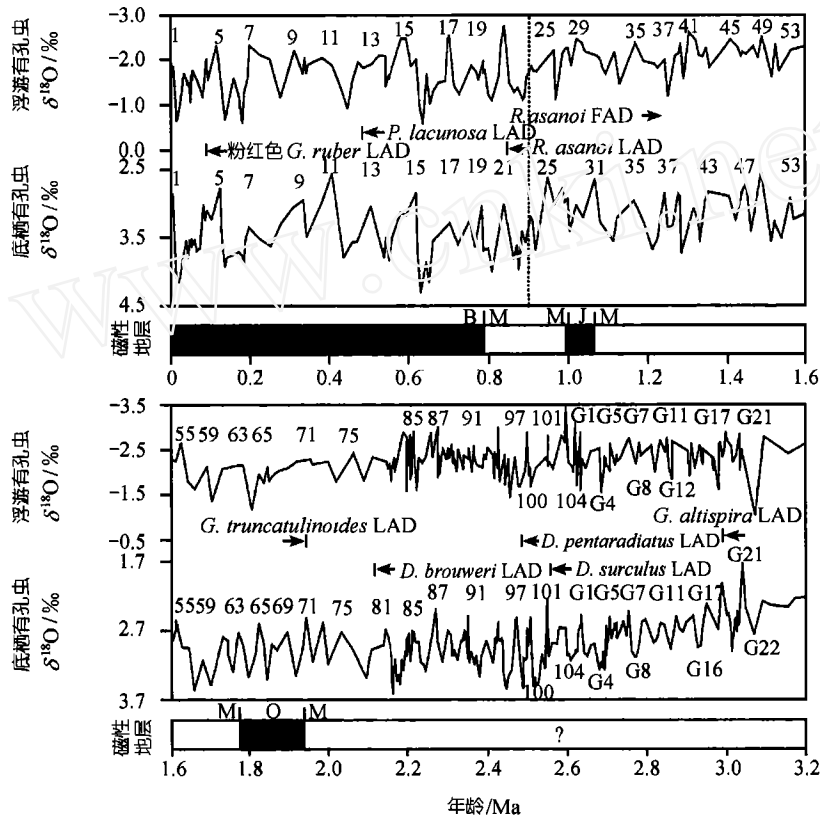 −3.0
1 5 7 9 11 13 15 17 19 25 29 35 37 41 45 49 53
−2.0
浮游有孔虫
δ¹⁸O / ‰
−1.0
R. asanoi FAD →
← P. lacunosa LAD
0.0
← 粉红色 G. ruber LAD
← R. asanoi LAD
2.5
1 5 7 9 11 13 15 17 19 21 25 31 35 37 43 47 53
底栖有孔虫
δ¹⁸O / ‰
3.5
4.5
www.cnki.net
磁性地层
B M M J M
0 0.2 0.4 0.6 0.8 1.0 1.2 1.4 1.6
−3.5
55 59 63 65 71 75 85 87 91 97 101 G1 G5 G7 G11 G17 G21
−2.5
浮游有孔虫
δ¹⁸O / ‰
−1.5
100 104 G4 G8 G12
G. truncatulinoides LAD →
G. altispira LAD ←
−0.5
← D. pentaradiatus LAD
1.7
← D. brouweri LAD
← D. surculus LAD
G21
55 59 63 65 69 71 75 81 85 87 91 97 101 G1 G5 G7 G11 G17
底栖有孔虫
δ¹⁸O / ‰
2.7
100 104 G4 G8 G16 G22
3.7
磁性地层
M O M
?
1.6 1.8 2.0 2.2 2.4 2.6 2.8 3.0 3.2
年龄/Ma